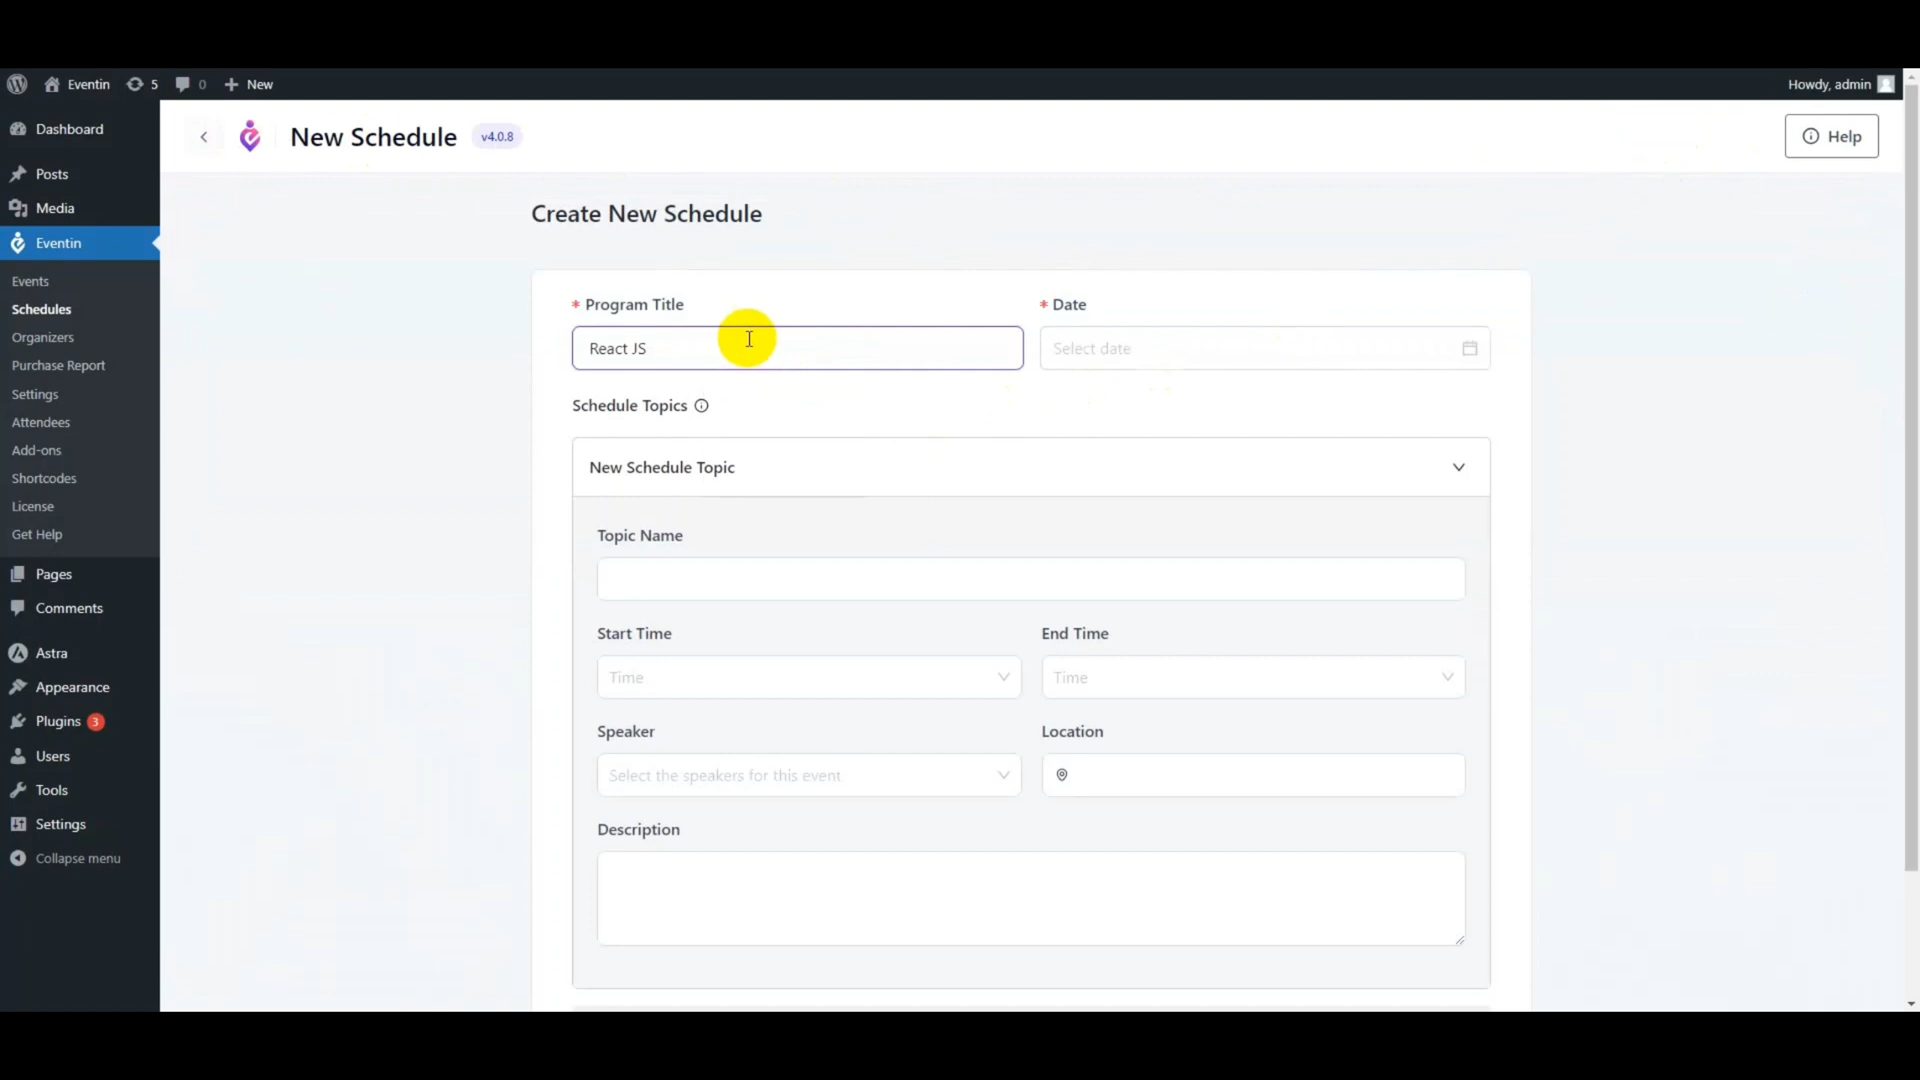 Eventin 5 0 New Howdy, admin
Dashboard
Posts
Media
Eventin
Events
Schedules
Organizers
Purchase Report
Settings
Attendees
Add-ons
Shortcodes
License
Get Help
Pages
Comments
Astra
Appearance
Plugins 3
Users
Tools
Settings
Collapse menu
New Schedule v4.0.8 Help
Create New Schedule
* Program Title * Date
React JS Select date
Schedule Topics
New Schedule Topic
Topic Name
Start Time End Time
Time Time
Speaker Location
Select the speakers for this event
Description